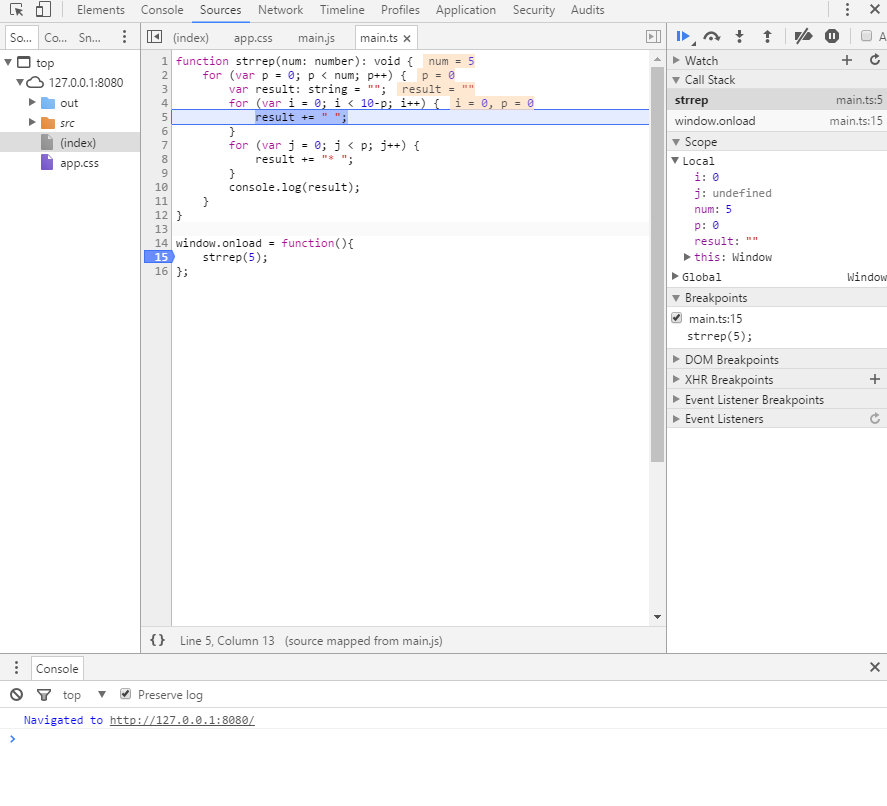 Elements Console Sources Network Timeline Profiles Application Security Audits
So... Co... Sn...
(index) app.css main.js main.ts
A
top
127.0.0.1:8080
out
src
(index)
app.css
1 function strrep(num: number): void { num = 5
2 for (var p = 0; p < num; p++) { p = 0
3 var result: string = ""; result = ""
4 for (var i = 0; i < 10-p; i++) { i = 0, p = 0
5 result += " ";
6 }
7 for (var j = 0; j < p; j++) {
8 result += "* ";
9 }
10 console.log(result);
11 }
12 }
13
14 window.onload = function(){
15 strrep(5);
16 };
{} Line 5, Column 13 (source mapped from main.js)
Watch
Call Stack
strrep main.ts:5
window.onload main.ts:15
Scope
Local
i: 0
j: undefined
num: 5
p: 0
result: ""
this: Window
Global Window
Breakpoints
main.ts:15
strrep(5);
DOM Breakpoints
XHR Breakpoints
Event Listener Breakpoints
Event Listeners
Console
top Preserve log
Navigated to http://127.0.0.1:8080/